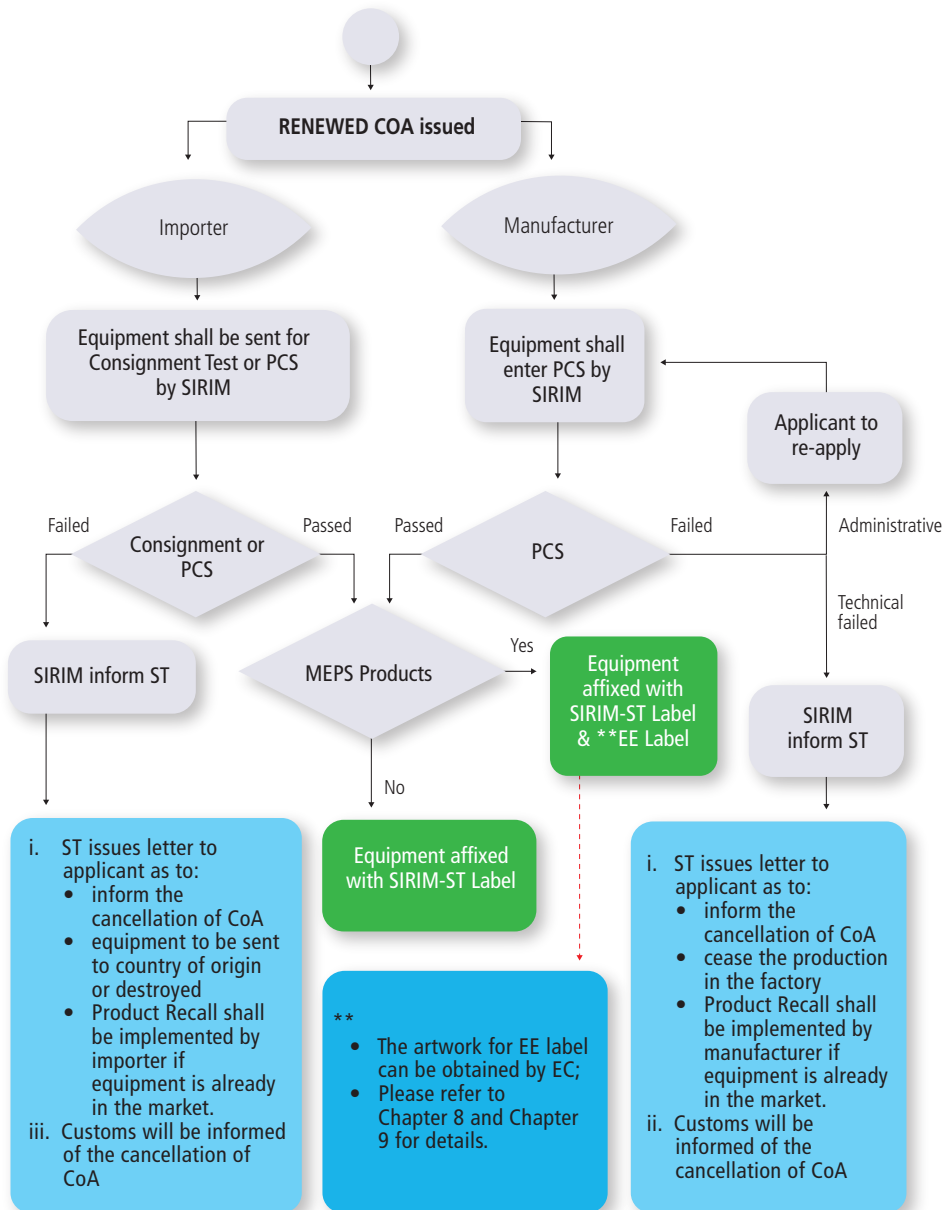 RENEWED COA issued
Importer
Manufacturer
Equipment shall be sent for
Consignment Test or PCS
by SIRIM
Equipment shall
enter PCS by
SIRIM
Applicant to
re-apply
Failed
Consignment or
PCS
Passed
Passed
PCS
Failed
Administrative
Technical
failed
SIRIM inform ST
MEPS Products
Yes
Equipment
affixed with
SIRIM-ST Label
& **EE Label
SIRIM
inform ST
No
Equipment affixed
with SIRIM-ST Label
i. ST issues letter to
applicant as to:
• inform the
cancellation of CoA
• equipment to be sent
to country of origin
or destroyed
• Product Recall shall
be implemented by
importer if
equipment is already
in the market.
iii. Customs will be informed
of the cancellation of
CoA
**
• The artwork for EE label
can be obtained by EC;
• Please refer to
Chapter 8 and Chapter
9 for details.
i. ST issues letter to
applicant as to:
• inform the
cancellation of CoA
• cease the production
in the factory
• Product Recall shall
be implemented by
manufacturer if
equipment is already
in the market.
ii. Customs will be
informed of the
cancellation of CoA